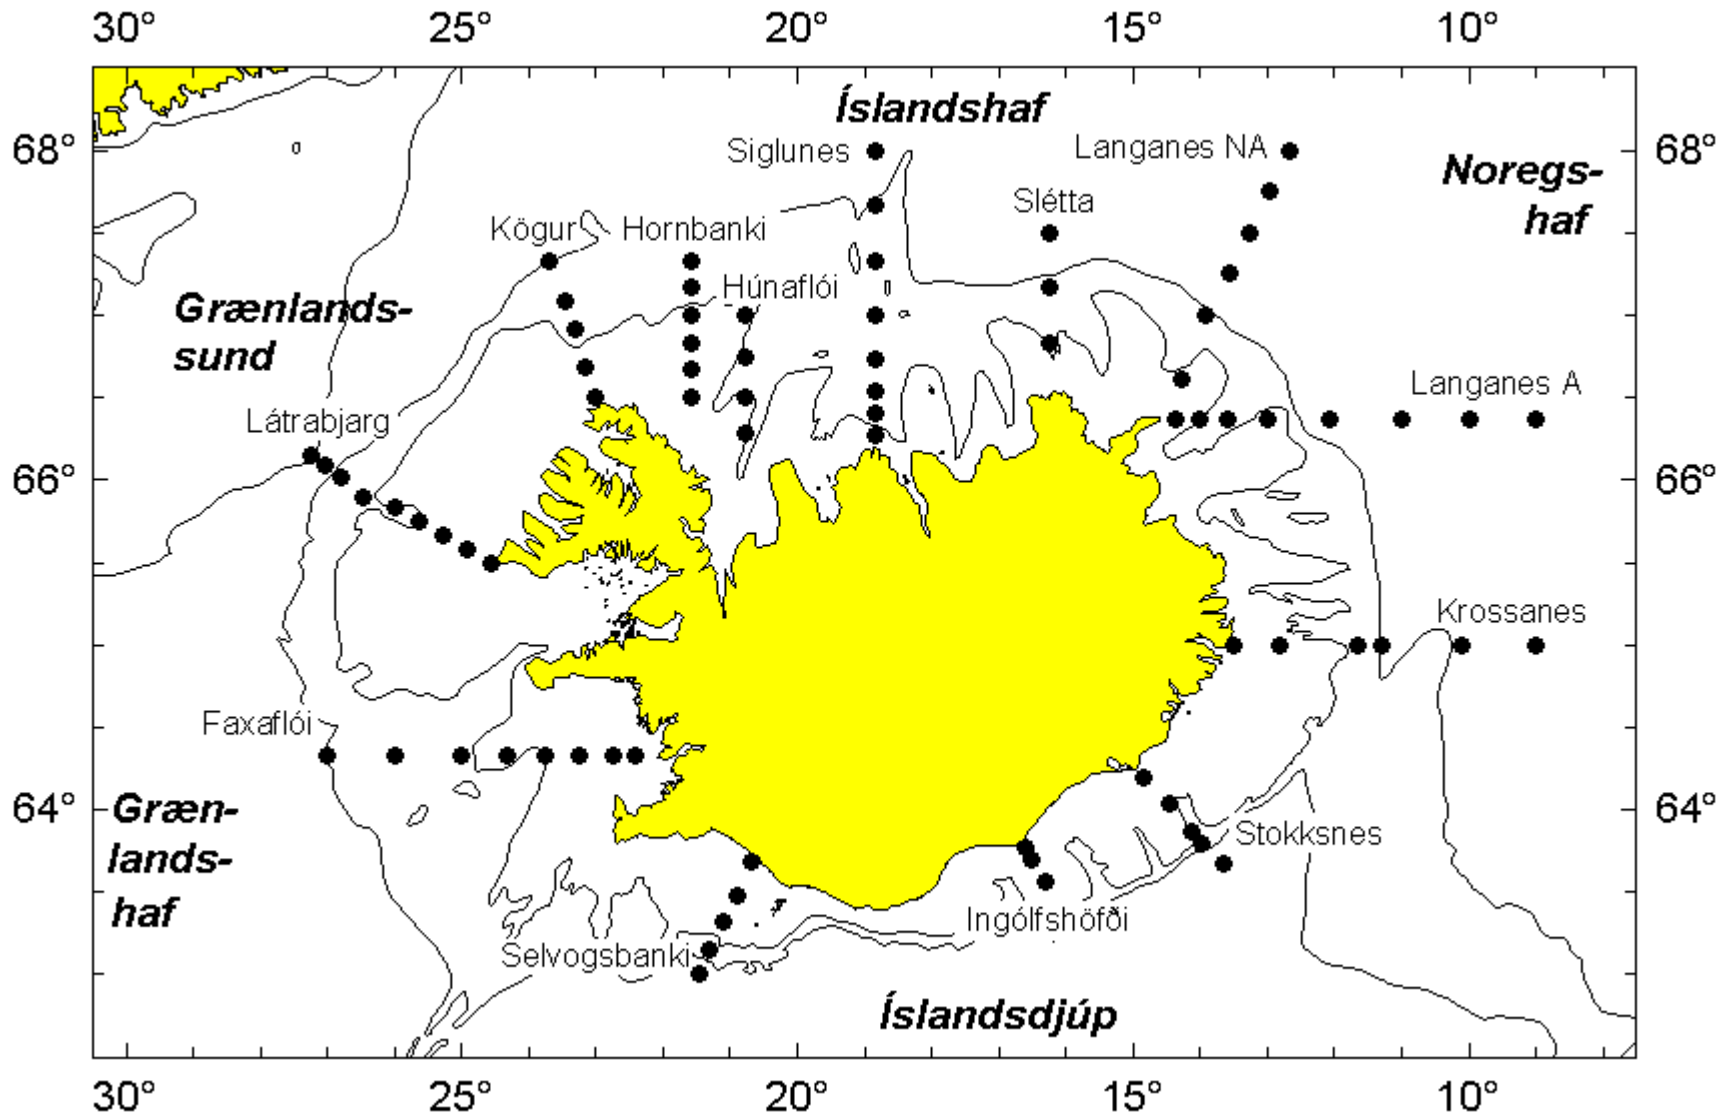 30° 25° 20° 15° 10°
Íslandshaf
68° Siglunes Langanes NA 68°
Noregs-
haf
Slétta
Kögur Hornbanki
Húnaflói
Grænlands-
sund
Langanes A
Látrabjarg
66° 66°
Krossanes
Faxaflói
64° 64°
Græn-
lands-
haf
Stokksnes
Ingólfshöfði
Selvogsbanki
Íslandsdjúp
30° 25° 20° 15° 10°